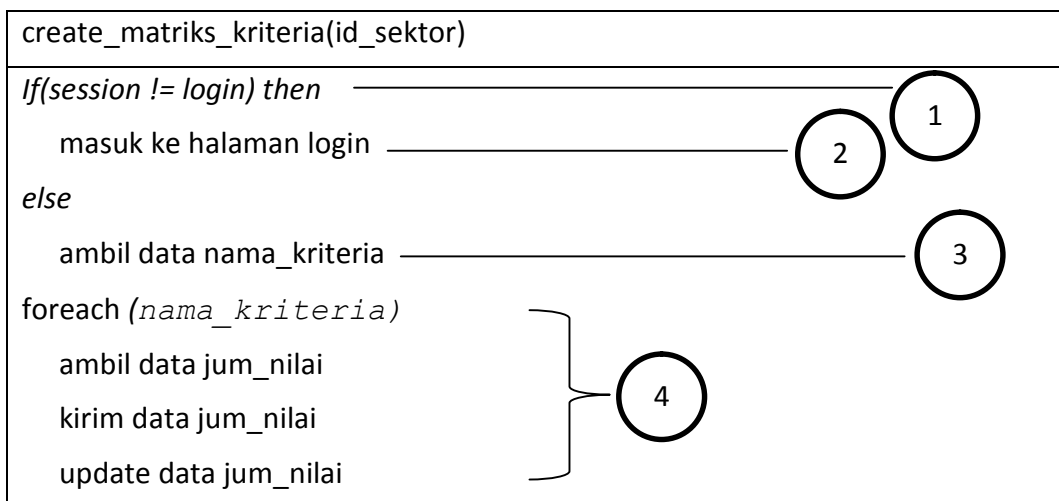 create_matriks_kriteria(id_sektor)
If(session != login) then
1
masuk ke halaman login
2
else
ambil data nama_kriteria
3
foreach (nama_kriteria)
ambil data jum_nilai
kirim data jum_nilai
4
update data jum_nilai